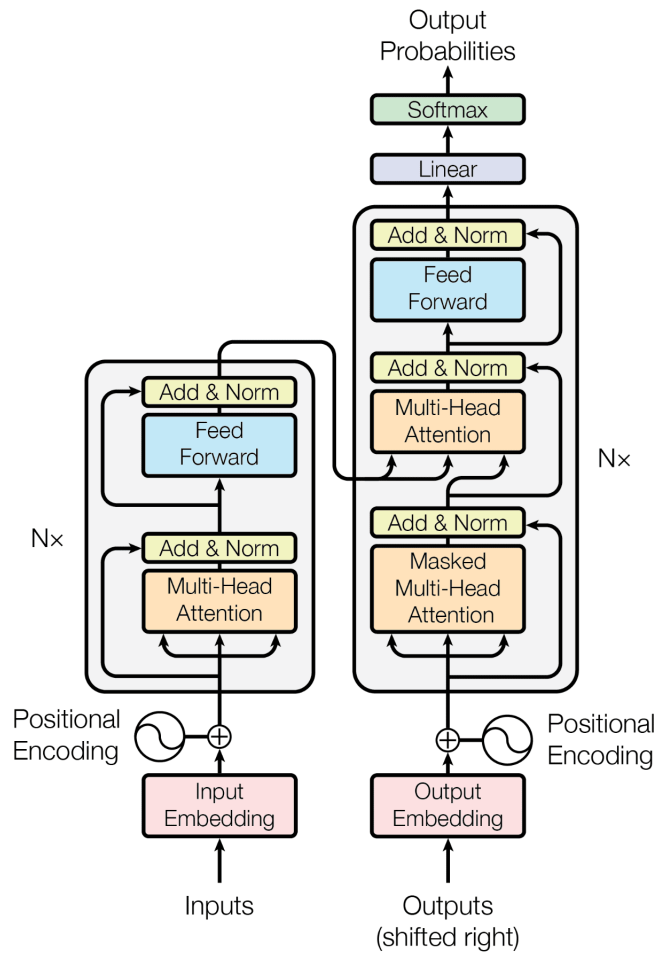 Output
Probabilities
Softmax
Linear
Add & Norm
Feed
Forward
Add & Norm
Multi-Head
Attention
Add & Norm
Masked
Multi-Head
Attention
N×
Add & Norm
Feed
Forward
Add & Norm
Multi-Head
Attention
N×
Positional
Encoding
Positional
Encoding
Input
Embedding
Output
Embedding
Inputs
Outputs
(shifted right)